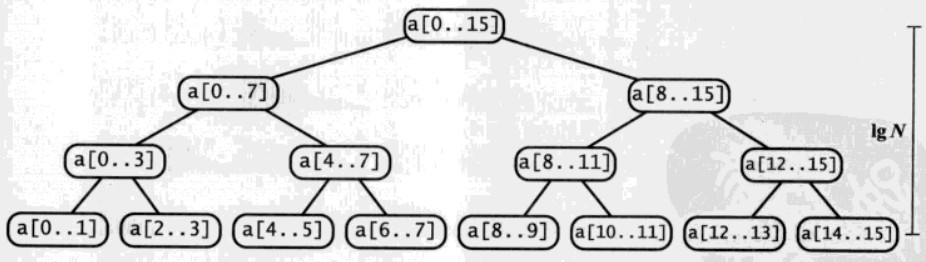 a[0..15]
a[0..7] a[8..15]
lg N
a[0..3] a[4..7] a[8..11] a[12..15]
a[0..1] a[2..3] a[4..5] a[6..7] a[8..9] a[10..11] a[12..13] a[14..15]